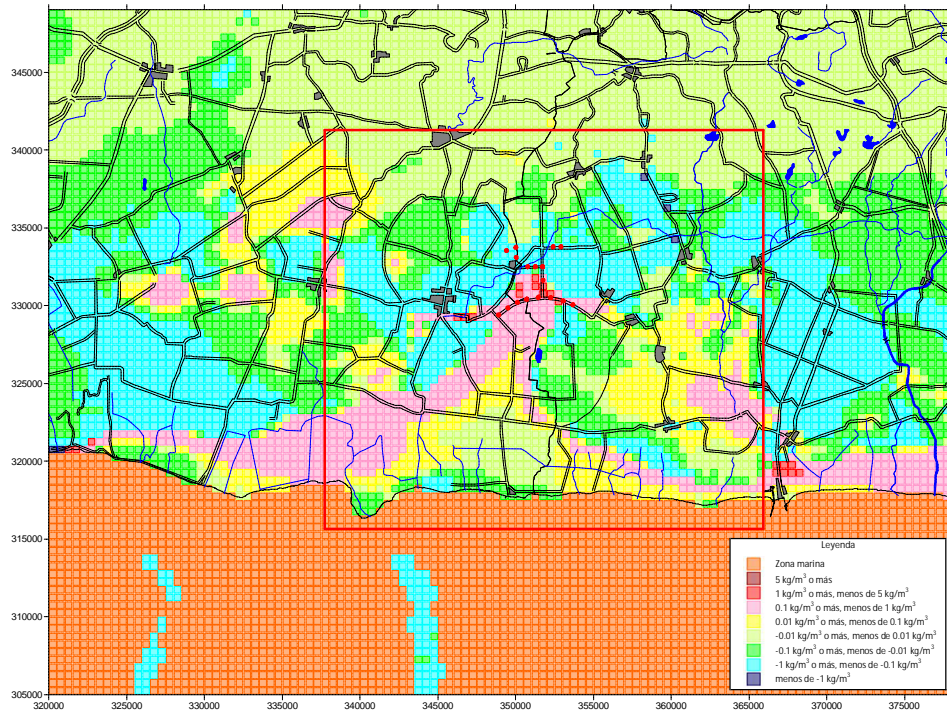 345000
340000
335000
330000
325000
320000
315000
310000
305000
320000 325000 330000 335000 340000 345000 350000 355000 360000 365000 370000 375000
Leyenda
Zona marina
5 kg/m³ o más
1 kg/m³ o más, menos de 5 kg/m³
0.1 kg/m³ o más, menos de 1 kg/m³
0.01 kg/m³ o más, menos de 0.1 kg/m³
-0.01 kg/m³ o más, menos de 0.01 kg/m³
-0.1 kg/m³ o más, menos de -0.01 kg/m³
-1 kg/m³ o más, menos de -0.1 kg/m³
menos de -1 kg/m³